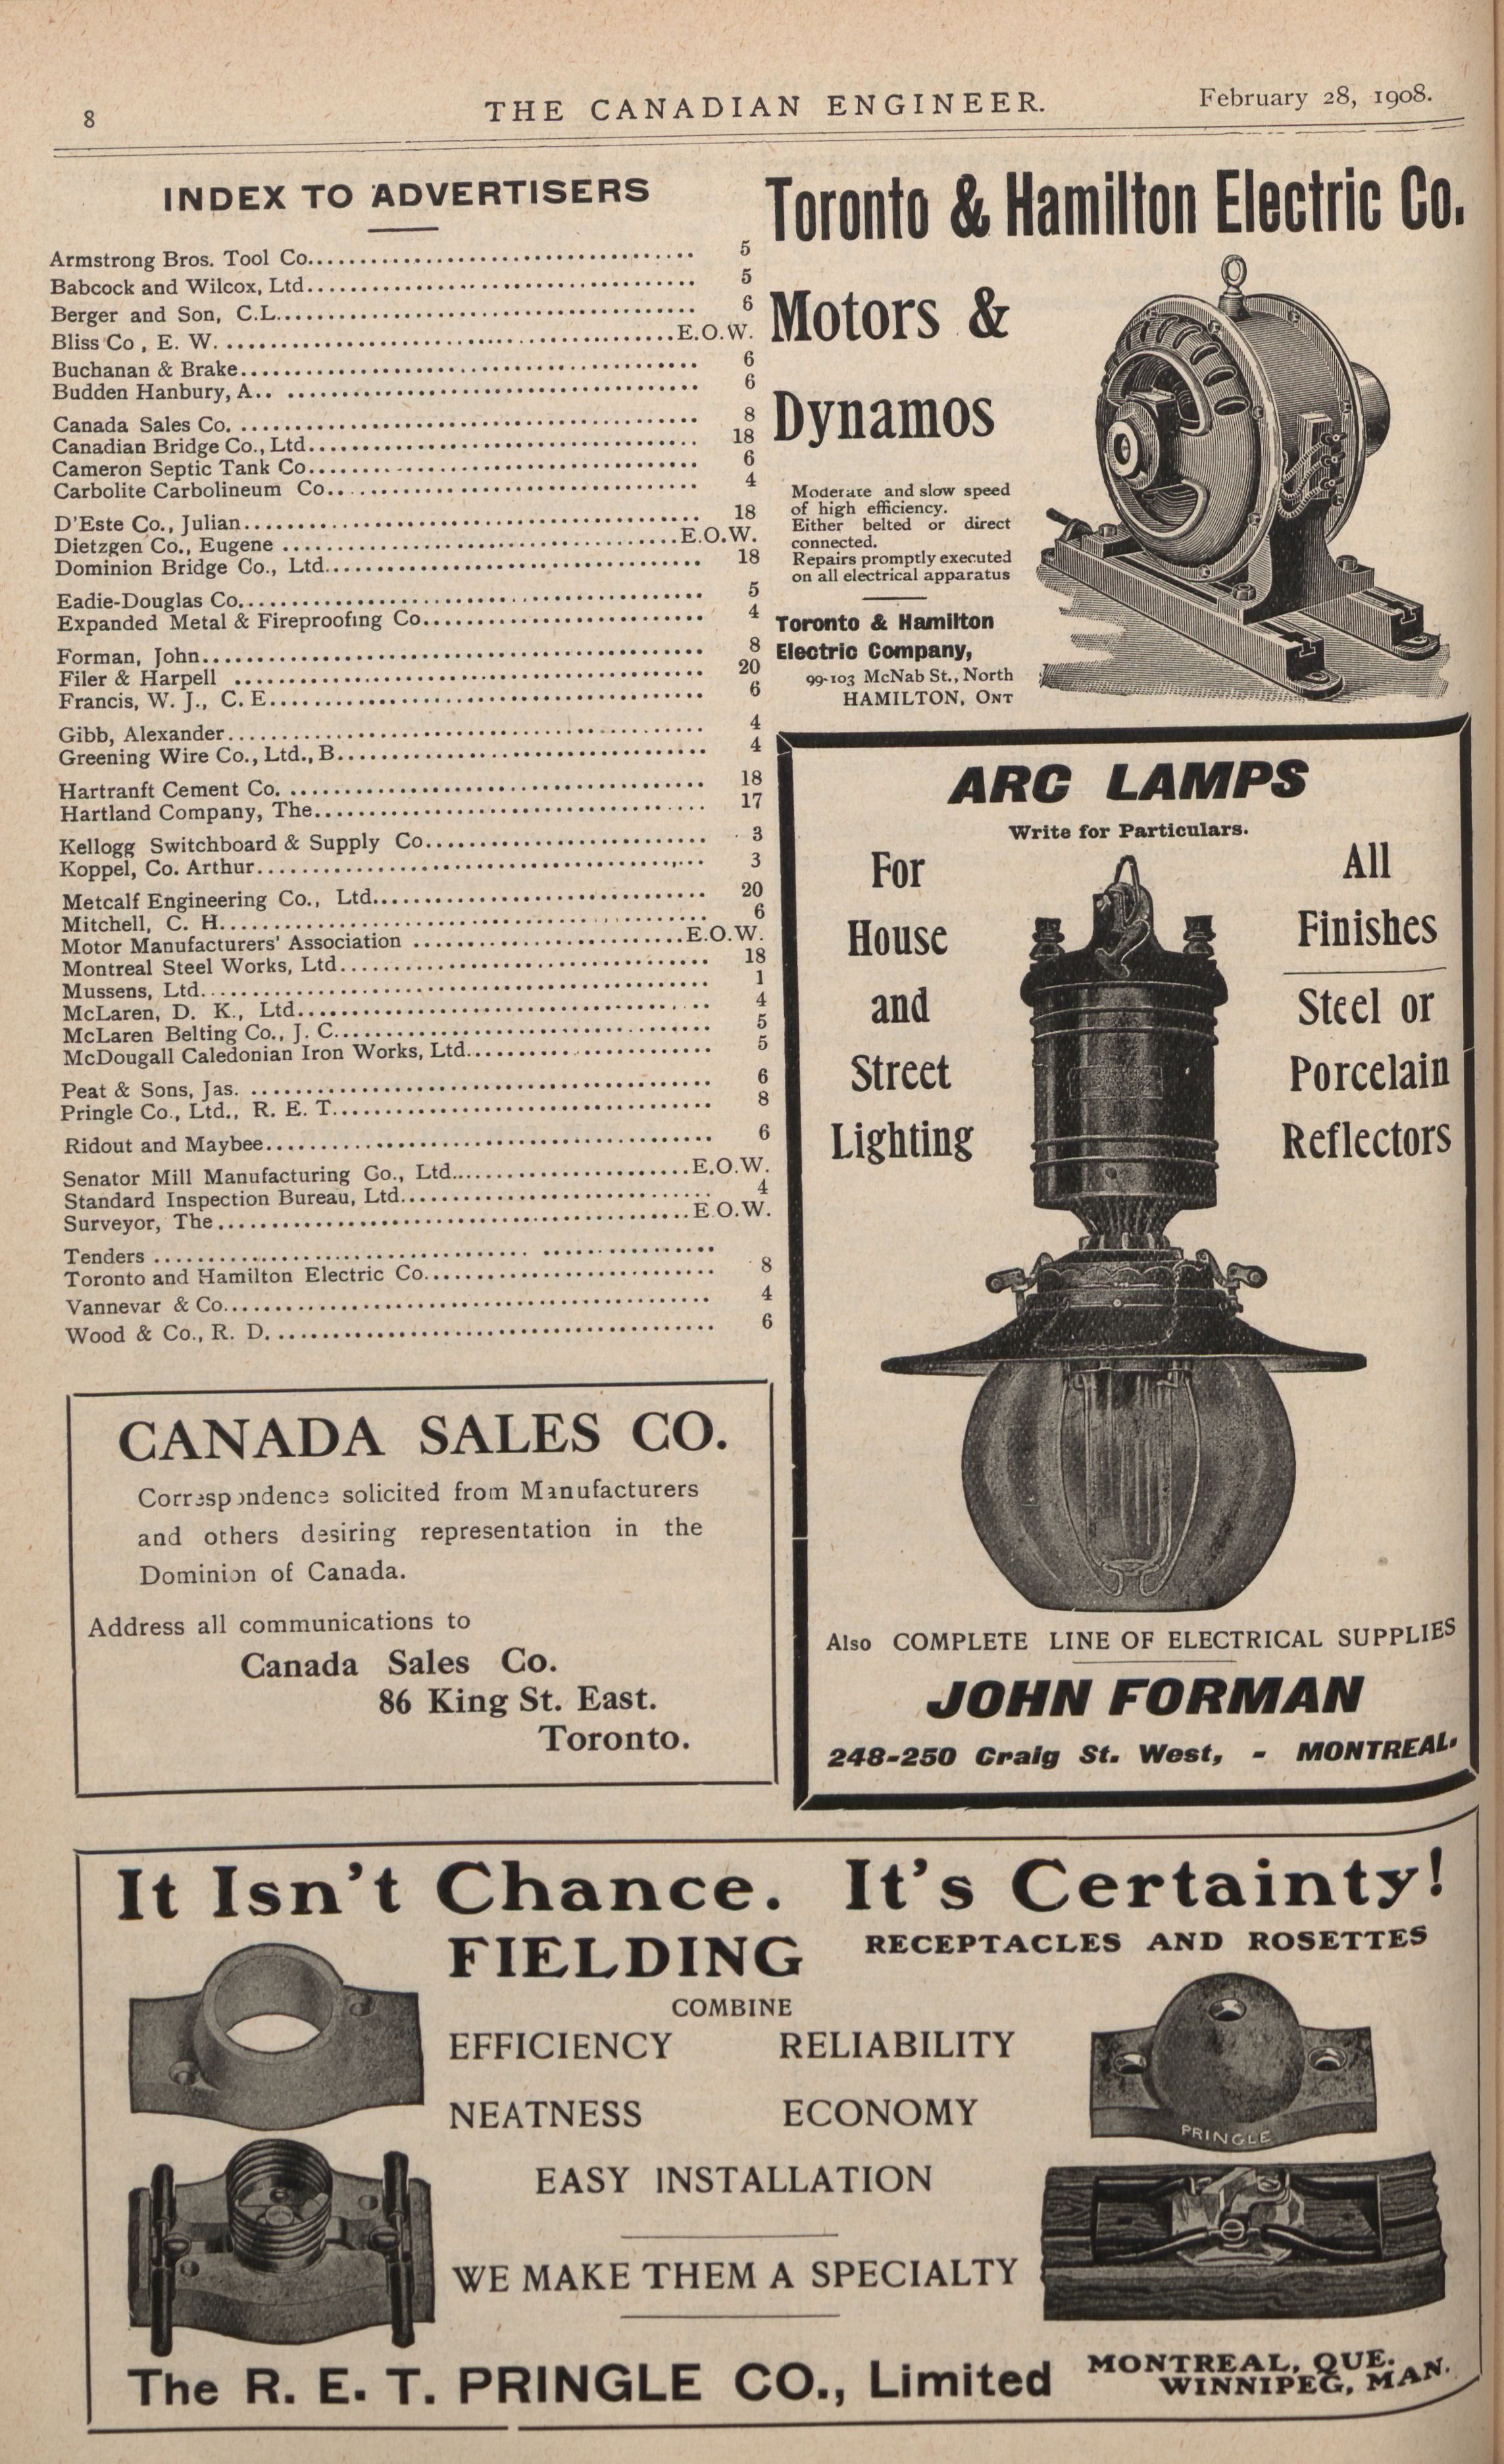 8
THE CANADIAN ENGINEER.
February 28, 1908.
INDEX TO ADVERTISERS
Armstrong Bros. Tool Co. 5
Babcock and Wilcox, Ltd. 5
Berger and Son, C.L. 6
Bliss Co, E. W. E.O.W.
Buchanan & Brake 6
Budden Hanbury, A. 6
Canada Sales Co. 8
Canadian Bridge Co., Ltd. 18
Cameron Septic Tank Co. 6
Carbolite Carbolineum Co. 4
D'Este Co., Julian 18
Dietzgen Co., Eugene E.O.W.
Dominion Bridge Co., Ltd. 18
Eadie-Douglas Co. 5
Expanded Metal & Fireproofing Co. 4
Forman, John 8
Filer & Harpell 20
Francis, W. J., C. E. 6
Gibb, Alexander 4
Greening Wire Co., Ltd., B. 4
Hartranft Cement Co. 18
Hartland Company, The 17
Kellogg Switchboard & Supply Co. 3
Koppel, Co. Arthur 3
Metcalf Engineering Co., Ltd. 20
Mitchell, C. H. 6
Motor Manufacturers' Association E.O.W.
Montreal Steel Works, Ltd. 18
Mussens, Ltd. 1
McLaren, D. K., Ltd. 4
McLaren Belting Co., J. C. 5
McDougall Caledonian Iron Works, Ltd. 5
Peat & Sons, Jas. 6
Pringle Co., Ltd., R. E. T. 8
Ridout and Maybee 6
Senator Mill Manufacturing Co., Ltd. E.O.W.
Standard Inspection Bureau, Ltd. 4
Surveyor, The E.O.W.
Tenders
Toronto and Hamilton Electric Co. 8
Vannevar & Co. 4
Wood & Co., R. D. 6
CANADA SALES CO.
Correspondence solicited from Manufacturers
and others desiring representation in the
Dominion of Canada.
Address all communications to
Canada Sales Co.
86 King St. East.
Toronto.
Toronto & Hamilton Electric Co.
Motors &
Dynamos
Moderate and slow speed
of high efficiency.
Either belted or direct
connected.
Repairs promptly executed
on all electrical apparatus
Toronto & Hamilton
Electric Company,
99-103 McNab St., North
HAMILTON, ONT
ARC LAMPS
Write for Particulars.
For
House
and
Street
Lighting
All
Finishes
Steel or
Porcelain
Reflectors
Also COMPLETE LINE OF ELECTRICAL SUPPLIES
JOHN FORMAN
248-250 Craig St. West, - MONTREAL.
It Isn't Chance. It's Certainty!
FIELDING RECEPTACLES AND ROSETTES
COMBINE
EFFICIENCY RELIABILITY
NEATNESS ECONOMY
EASY INSTALLATION
PRINGLE
WE MAKE THEM A SPECIALTY
The R. E. T. PRINGLE CO., Limited
MONTREAL, QUE.
WINNIPEG, MAN.